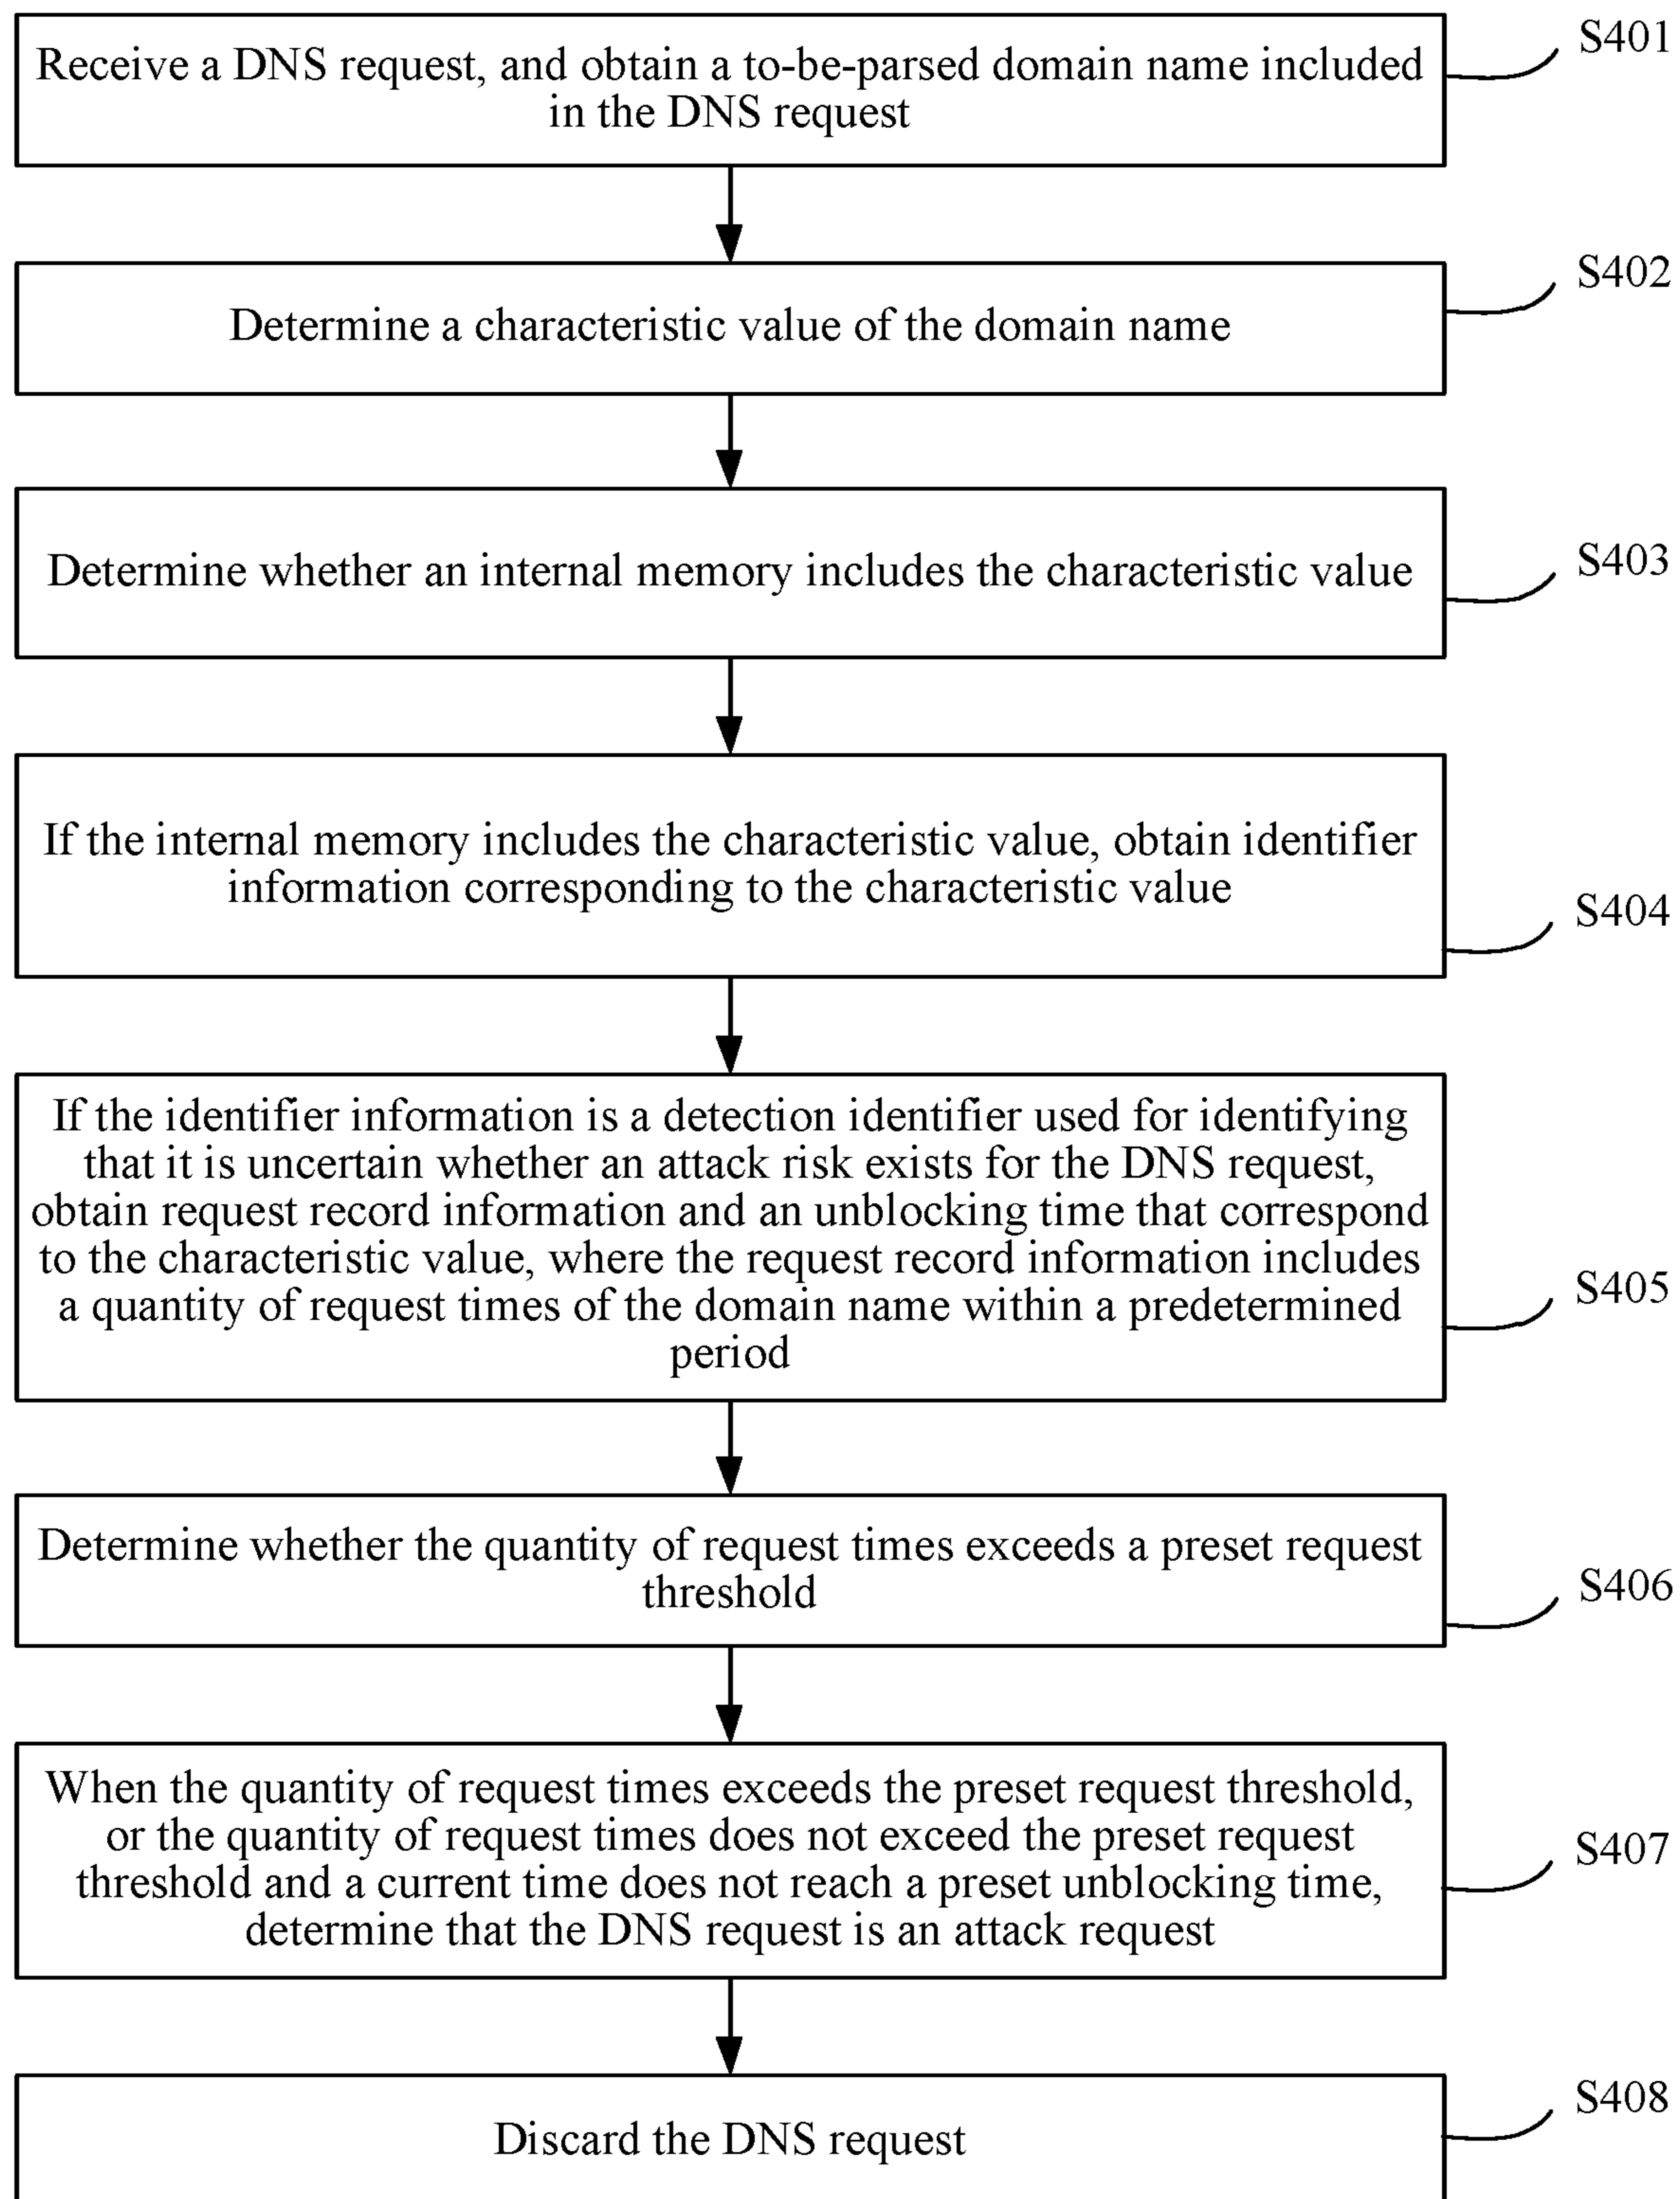 S401
Receive a DNS request, and obtain a to-be-parsed domain name included
in the DNS request
S402
Determine a characteristic value of the domain name
S403
Determine whether an internal memory includes the characteristic value
If the internal memory includes the characteristic value, obtain identifier
information corresponding to the characteristic value
S404
If the identifier information is a detection identifier used for identifying
that it is uncertain whether an attack risk exists for the DNS request,
obtain request record information and an unblocking time that correspond
to the characteristic value, where the request record information includes
a quantity of request times of the domain name within a predetermined
period
S405
Determine whether the quantity of request times exceeds a preset request
threshold
S406
When the quantity of request times exceeds the preset request threshold,
or the quantity of request times does not exceed the preset request
threshold and a current time does not reach a preset unblocking time,
determine that the DNS request is an attack request
S407
S408
Discard the DNS request